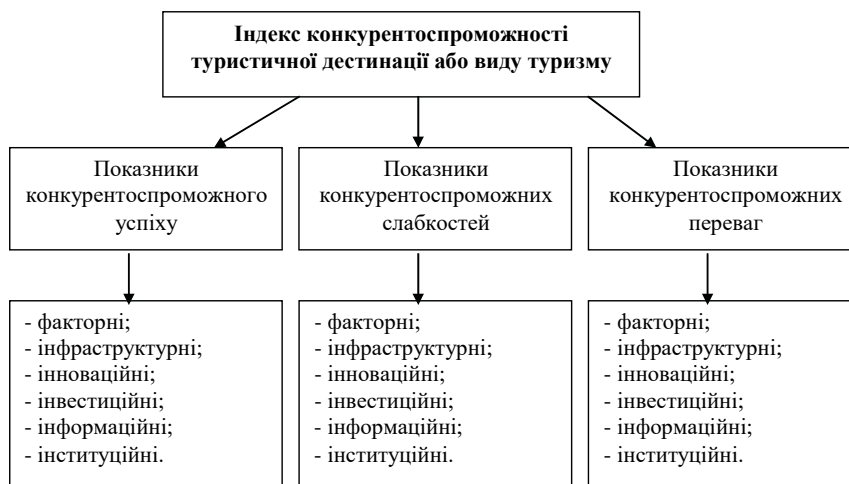 Індекс конкурентоспроможності
туристичної дестинації або виду туризму
Показники
конкурентоспроможного
успіху
Показники
конкурентоспроможних
слабкостей
Показники
конкурентоспроможних
переваг
- факторні;
- інфраструктурні;
- інноваційні;
- інвестиційні;
- інформаційні;
- інституційні.
- факторні;
- інфраструктурні;
- інноваційні;
- інвестиційні;
- інформаційні;
- інституційні.
- факторні;
- інфраструктурні;
- інноваційні;
- інвестиційні;
- інформаційні;
- інституційні.